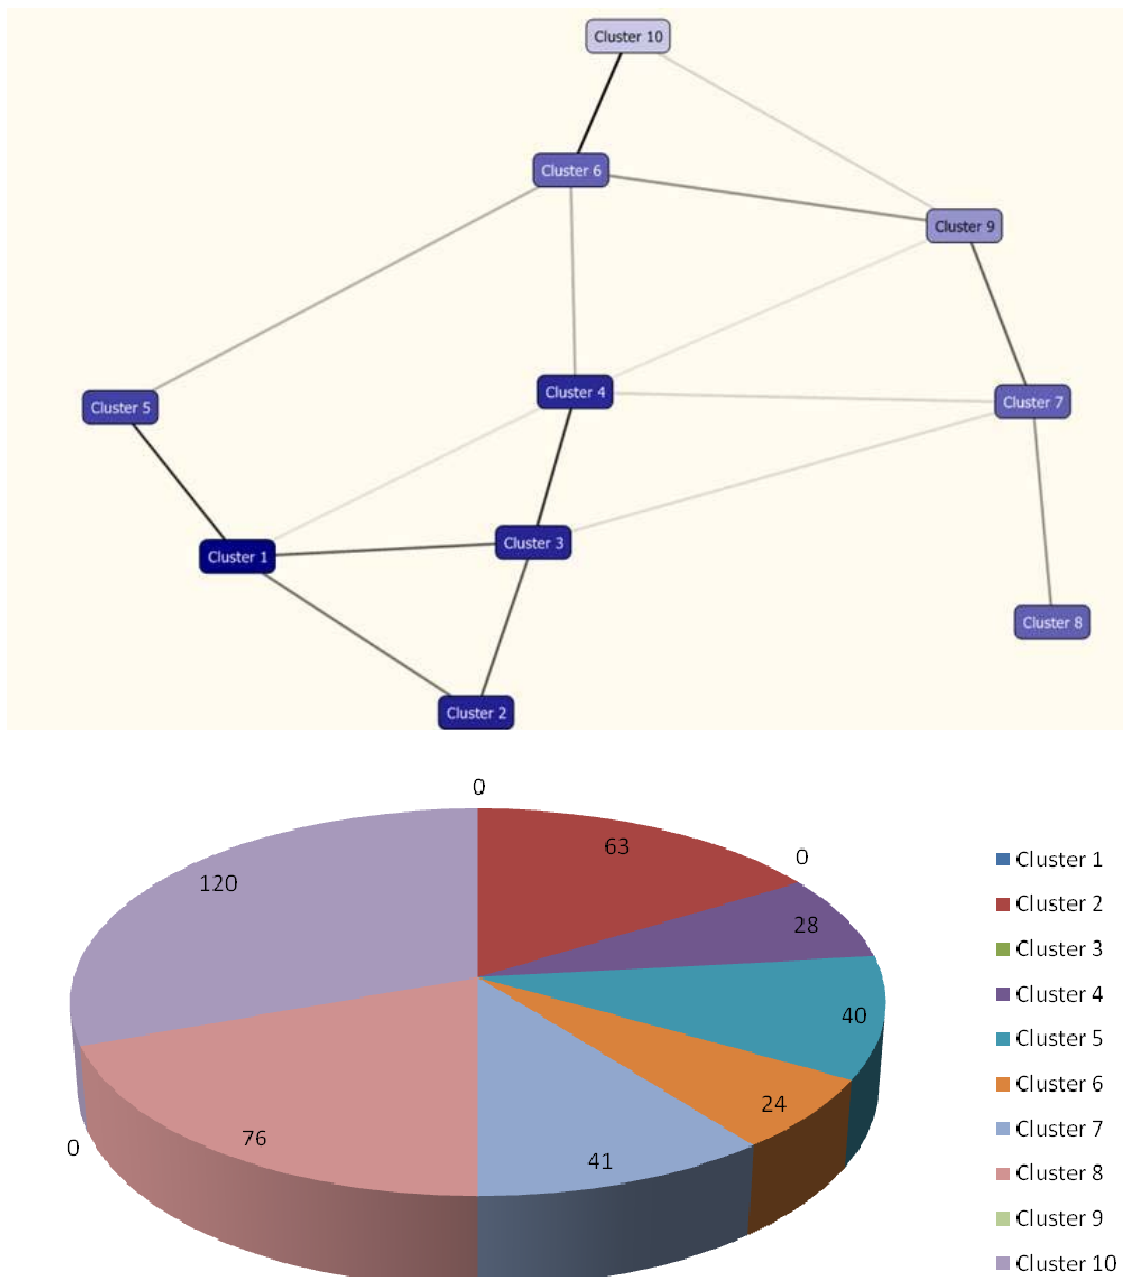 Cluster 10
Cluster 6
Cluster 9
Cluster 4
Cluster 7
Cluster 5
Cluster 3
Cluster 1
Cluster 8
Cluster 2
0
63
0
120
28
40
24
76
0
41
Cluster 1
Cluster 2
Cluster 3
Cluster 4
Cluster 5
Cluster 6
Cluster 7
Cluster 8
Cluster 9
Cluster 10